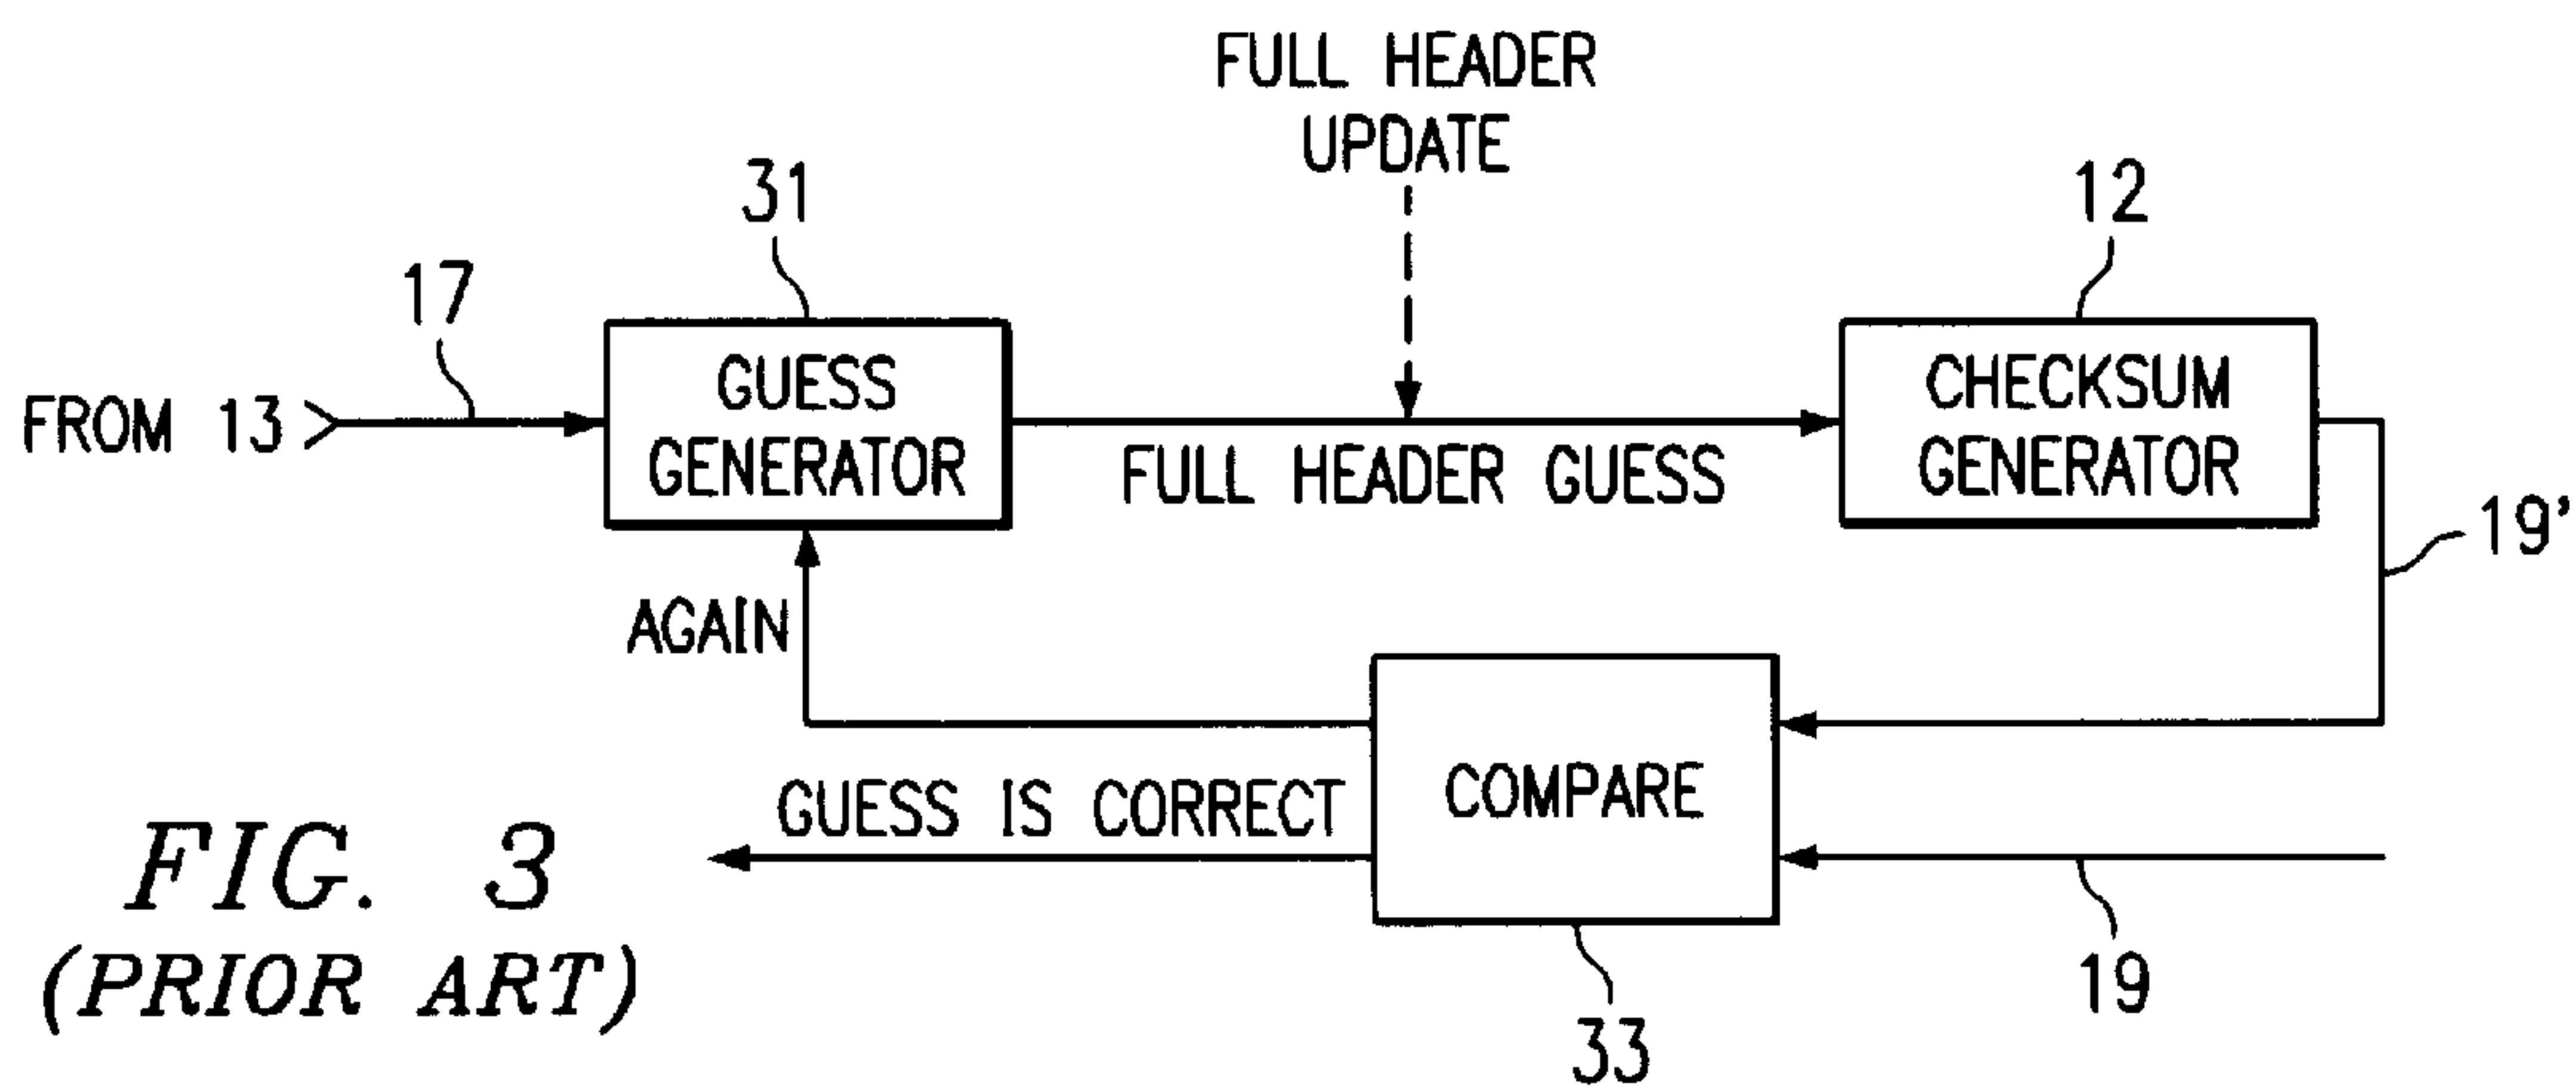 FULL HEADER
UPDATE
31
12
17
FROM 13
GUESS
GENERATOR
CHECKSUM
GENERATOR
FULL HEADER GUESS
19'
AGAIN
COMPARE
GUESS IS CORRECT
19
33
FIG. 3
(PRIOR ART)